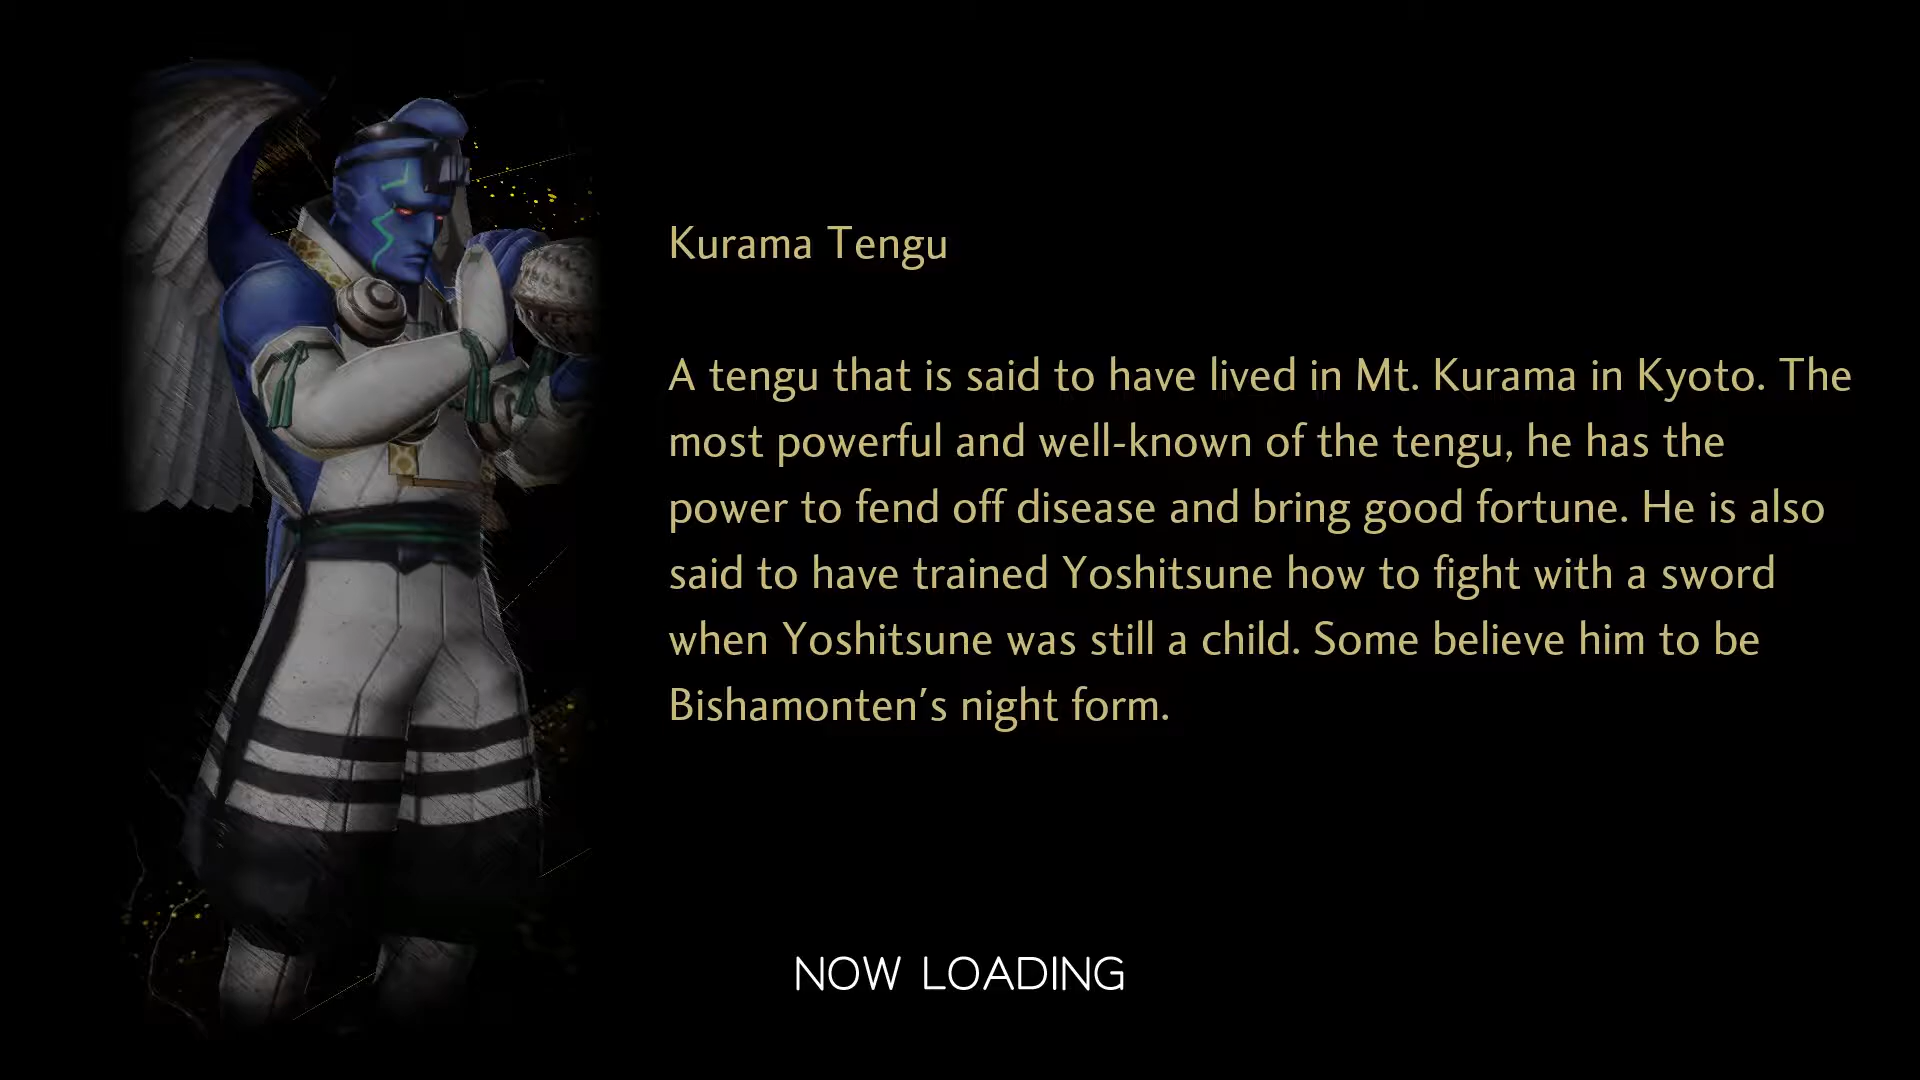 Kurama Tengu
A tengu that is said to have lived in Mt. Kurama in Kyoto. The
most powerful and well-known of the tengu, he has the
power to fend off disease and bring good fortune. He is also
said to have trained Yoshitsune how to fight with a sword
when Yoshitsune was still a child. Some believe him to be
Bishamonten's night form.
NOW LOADING